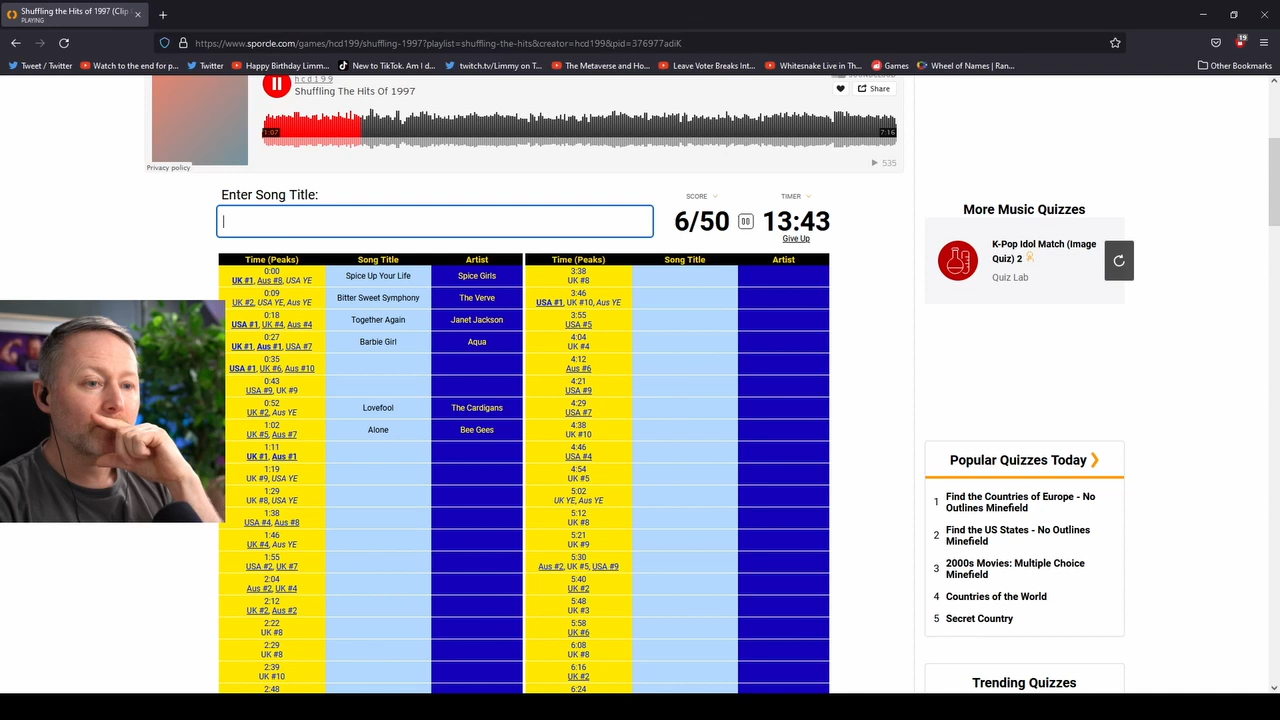 Shuffling the Hits of 1997 (Clip
PLAYING
https://www.sporcle.com/games/hcd199/shuffling-1997?playlist=shuffling-the-hits&creator=hcd199&pid=376977adiK
19
Tweet / Twitter
Watch to the end for p...
Twitter
Happy Birthday Limm...
New to TikTok. Am I d...
twitch.tv/Limmy on T...
The Metaverse and Ho...
Leave Voter Breaks Int...
Whitesnake Live in Th...
Games
Wheel of Names | Ran...
Other Bookmarks
hcd199
Shuffling The Hits Of 1997
Share
1:07
7:16
Privacy policy
535
Enter Song Title:
SCORE
TIMER
6/50
13:43
Give Up
Time (Peaks) Song Title Artist
0:00
UK #1, Aus #8, USA YE
Spice Up Your Life
Spice Girls
0:09
UK #2, USA YE, Aus YE
Bitter Sweet Symphony
The Verve
0:18
USA #1, UK #4, Aus #4
Together Again
Janet Jackson
0:27
UK #1, Aus #1, USA #7
Barbie Girl
Aqua
0:35
USA #1, UK #6, Aus #10
0:43
USA #9, UK #9
0:52
UK #2, Aus YE
Lovefool
The Cardigans
1:02
UK #5, Aus #7
Alone
Bee Gees
1:11
UK #1, Aus #1
1:19
UK #9, USA YE
1:29
UK #8, USA YE
1:38
USA #4, Aus #8
1:46
UK #4, Aus YE
1:55
USA #2, UK #7
2:04
Aus #2, UK #4
2:12
UK #2, Aus #2
2:22
UK #8
2:29
UK #8
2:39
UK #10
2:48
Time (Peaks) Song Title Artist
3:38
UK #8
3:46
USA #1, UK #10, Aus YE
3:55
USA #5
4:04
UK #4
4:12
Aus #6
4:21
USA #9
4:29
USA #7
4:38
UK #10
4:46
USA #4
4:54
UK #5
5:02
UK YE, Aus YE
5:12
UK #8
5:21
UK #9
5:30
Aus #2, UK #5, USA #9
5:40
UK #2
5:48
UK #3
5:58
UK #6
6:08
UK #8
6:16
UK #2
6:24
More Music Quizzes
K-Pop Idol Match (Image
Quiz) 2
Quiz Lab
Popular Quizzes Today
1 Find the Countries of Europe - No
Outlines Minefield
2 Find the US States - No Outlines
Minefield
3 2000s Movies: Multiple Choice
Minefield
4 Countries of the World
5 Secret Country
Trending Quizzes